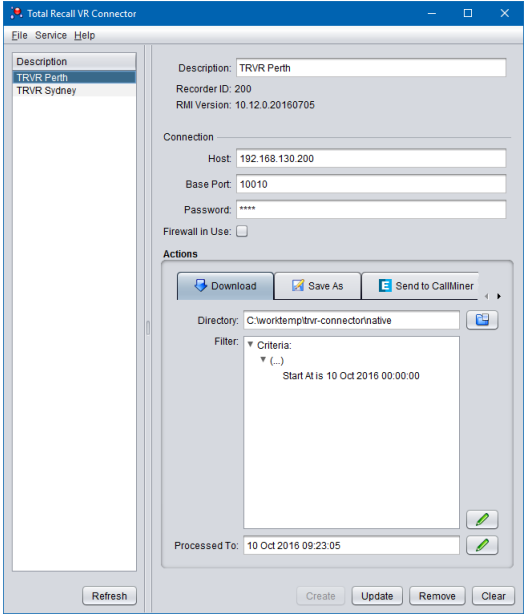 Total Recall VR Connector
File Service Help
Description
TRVR Perth
TRVR Sydney
Refresh
Description: TRVR Perth
Recorder ID: 200
RMI Version: 10.12.0.20160705
Connection
Host: 192.168.130.200
Base Port: 10010
Password: ****
Firewall in Use:
Actions
Download Save As Send to CallMiner
Directory: C:\worktemp\trvr-connector\native
Filter: Criteria:
(...)
Start At is 10 Oct 2016 00:00:00
Processed To: 10 Oct 2016 09:23:05
Create Update Remove Clear